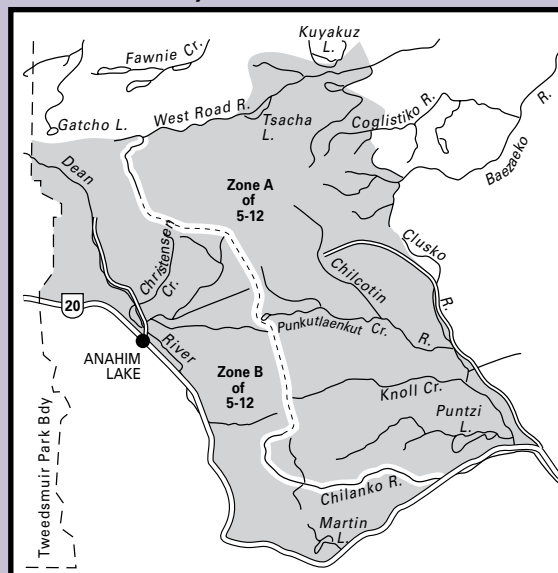 Kuyakuz
L.
Fawnie Cr.
West Road R.
Gatcho L.
Tsacha
L.
Coglistiko R.
Baezaeko
R.
Dean
Zone A
of
5-12
Christensen
Cr.
Clusko
R.
Chilcotin
R.
20
Punkutlaenkut Cr.
ANAHIM
LAKE
River
Zone B
of
5-12
Knoll Cr.
Puntzi
L.
Tweedsmuir Park Bdy
Chilanko R.
Martin
L.